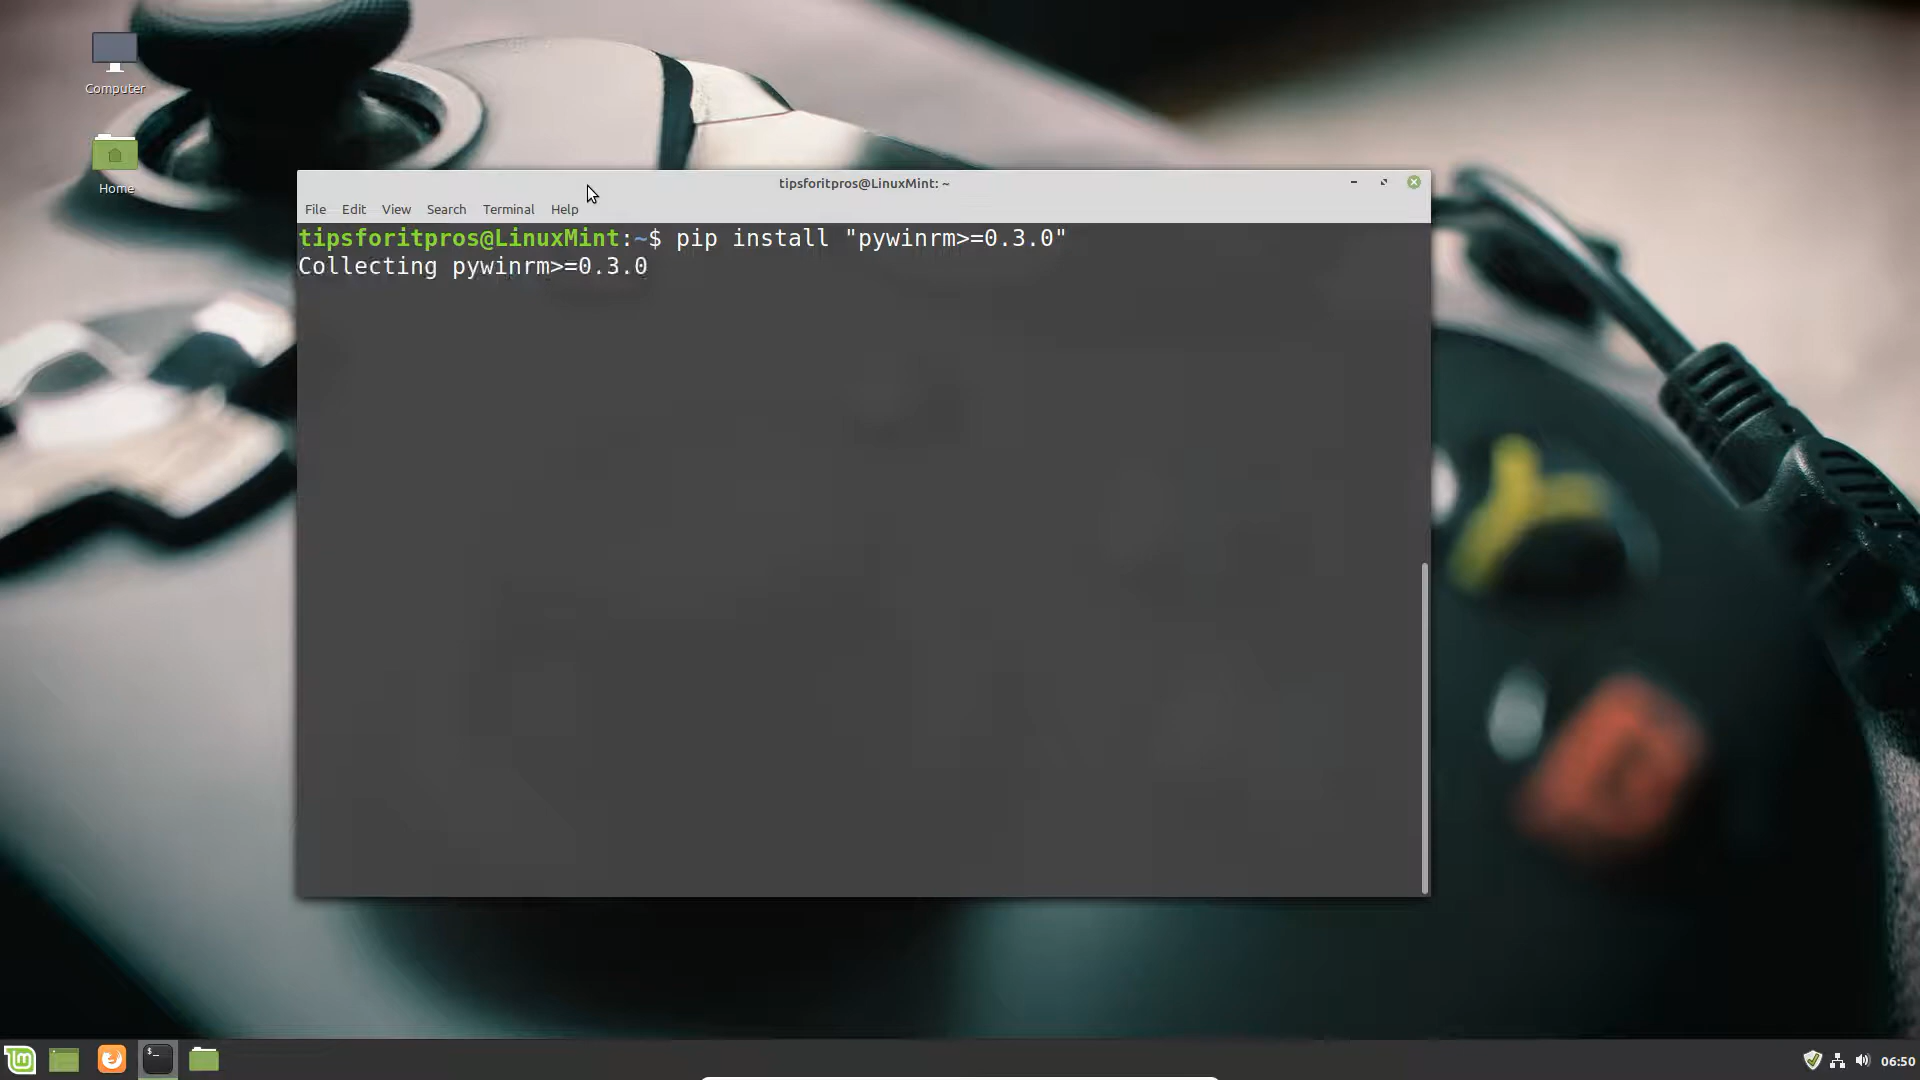 Computer
Home
tipsforitpros@LinuxMint: ~
File Edit View Search Terminal Help
tipsforitpros@LinuxMint:~$ pip install "pywinrm>=0.3.0"
Collecting pywinrm>=0.3.0
06:50